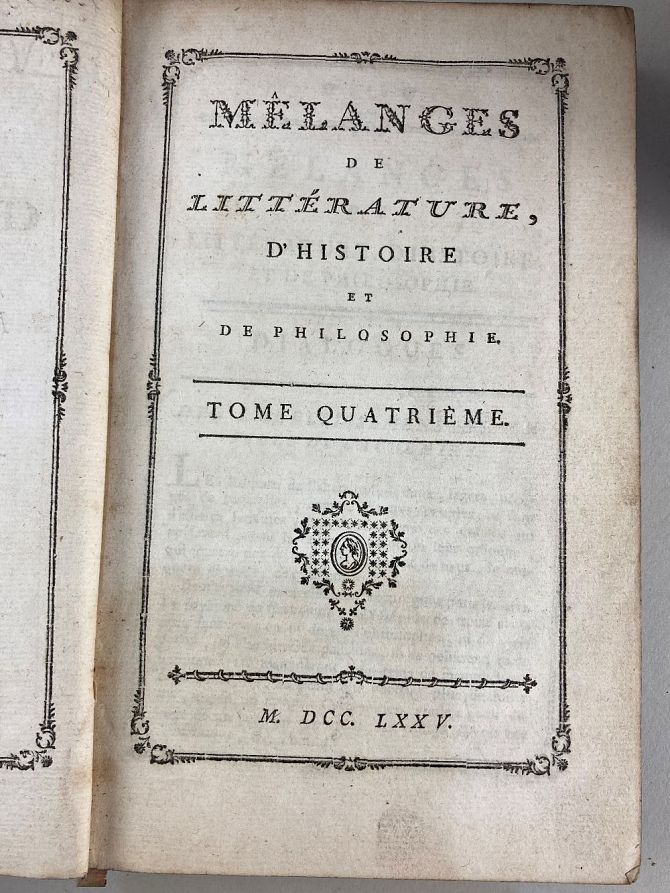 MÊLANGES
DE
LITTÉRATURE,
D'HISTOIRE
ET
DE PHILOSOPHIE.
TOME QUATRIÈME.
M. DCC. LXXV.